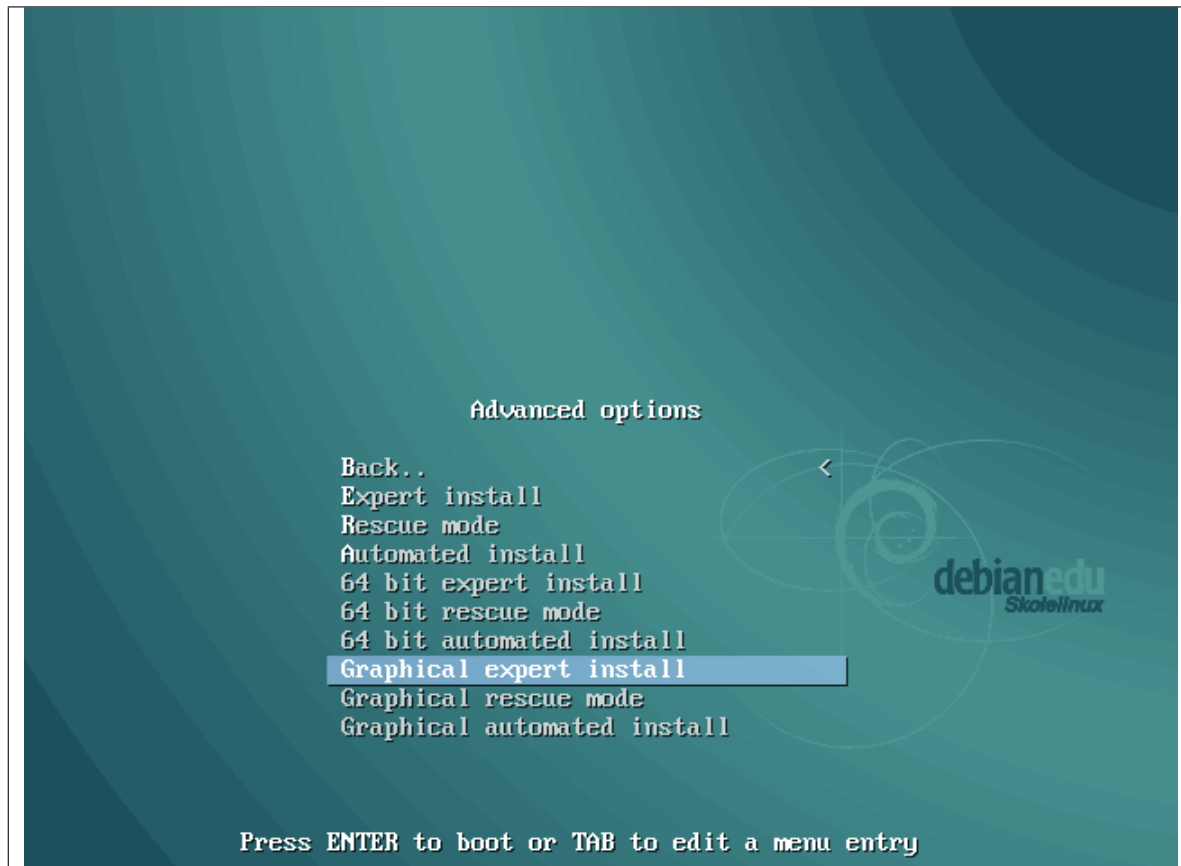 Advanced options
Back.. <
Expert install
Rescue mode
Automated install
64 bit expert install
64 bit rescue mode
64 bit automated install
Graphical expert install
Graphical rescue mode
Graphical automated install
debianedu
Skolelinux
Press ENTER to boot or TAB to edit a menu entry